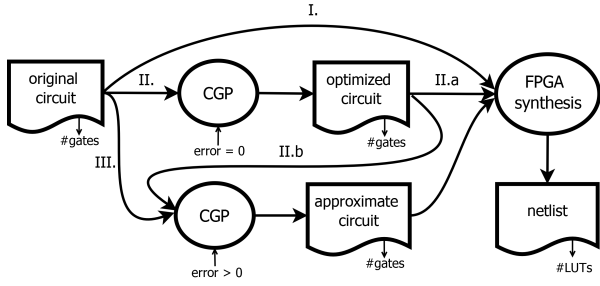 I.
original
circuit
#gates
II.
CGP
error = 0
optimized
circuit
#gates
II.a
FPGA
synthesis
II.b
III.
CGP
error > 0
approximate
circuit
#gates
netlist
#LUTs